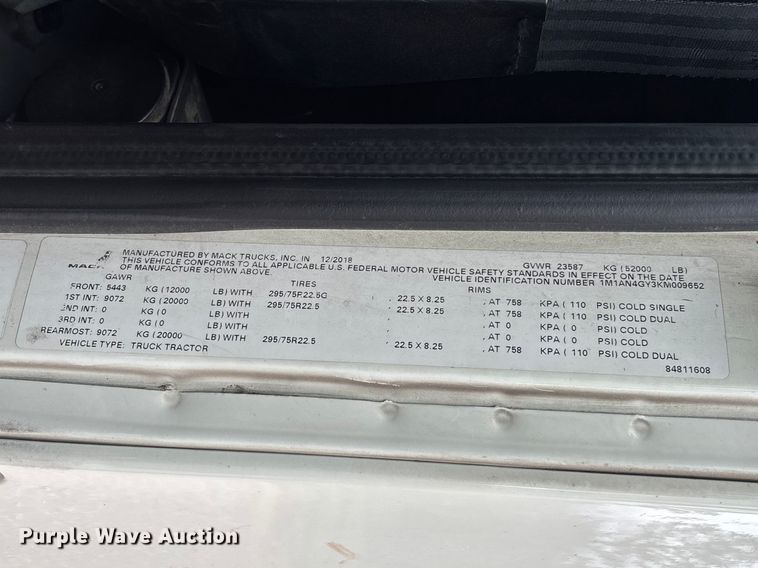 MACK
MANUFACTURED BY MACK TRUCKS, INC. IN 12/2018 GVWR 23587 KG (52000 LB)
THIS VEHICLE CONFORMS TO ALL APPLICABLE U.S. FEDERAL MOTOR VEHICLE SAFETY STANDARDS IN EFFECT ON THE DATE
OF MANUFACTURE SHOWN ABOVE. VEHICLE IDENTIFICATION NUMBER 1M1AN4GY3KM009652
GAWR TIRES RIMS
FRONT: 5443 KG (12000 LB) WITH 295/75R22.5G , 22.5 X 8.25 , AT 758 KPA ( 110 PSI) COLD SINGLE
1ST INT: 9072 KG (20000 LB) WITH 295/75R22.5 , 22.5 X 8.25 , AT 758 KPA ( 110 PSI) COLD DUAL
2ND INT: 0 KG (0 LB) WITH , AT 0 KPA ( 0 PSI) COLD
3RD INT: 0 KG (0 LB) WITH , AT 0 KPA ( 0 PSI) COLD
REARMOST: 9072 KG (20000 LB) WITH 295/75R22.5 , 22.5 X 8.25 , AT 758 KPA ( 110 PSI) COLD DUAL
VEHICLE TYPE: TRUCK TRACTOR
84811608
Purple Wave Auction